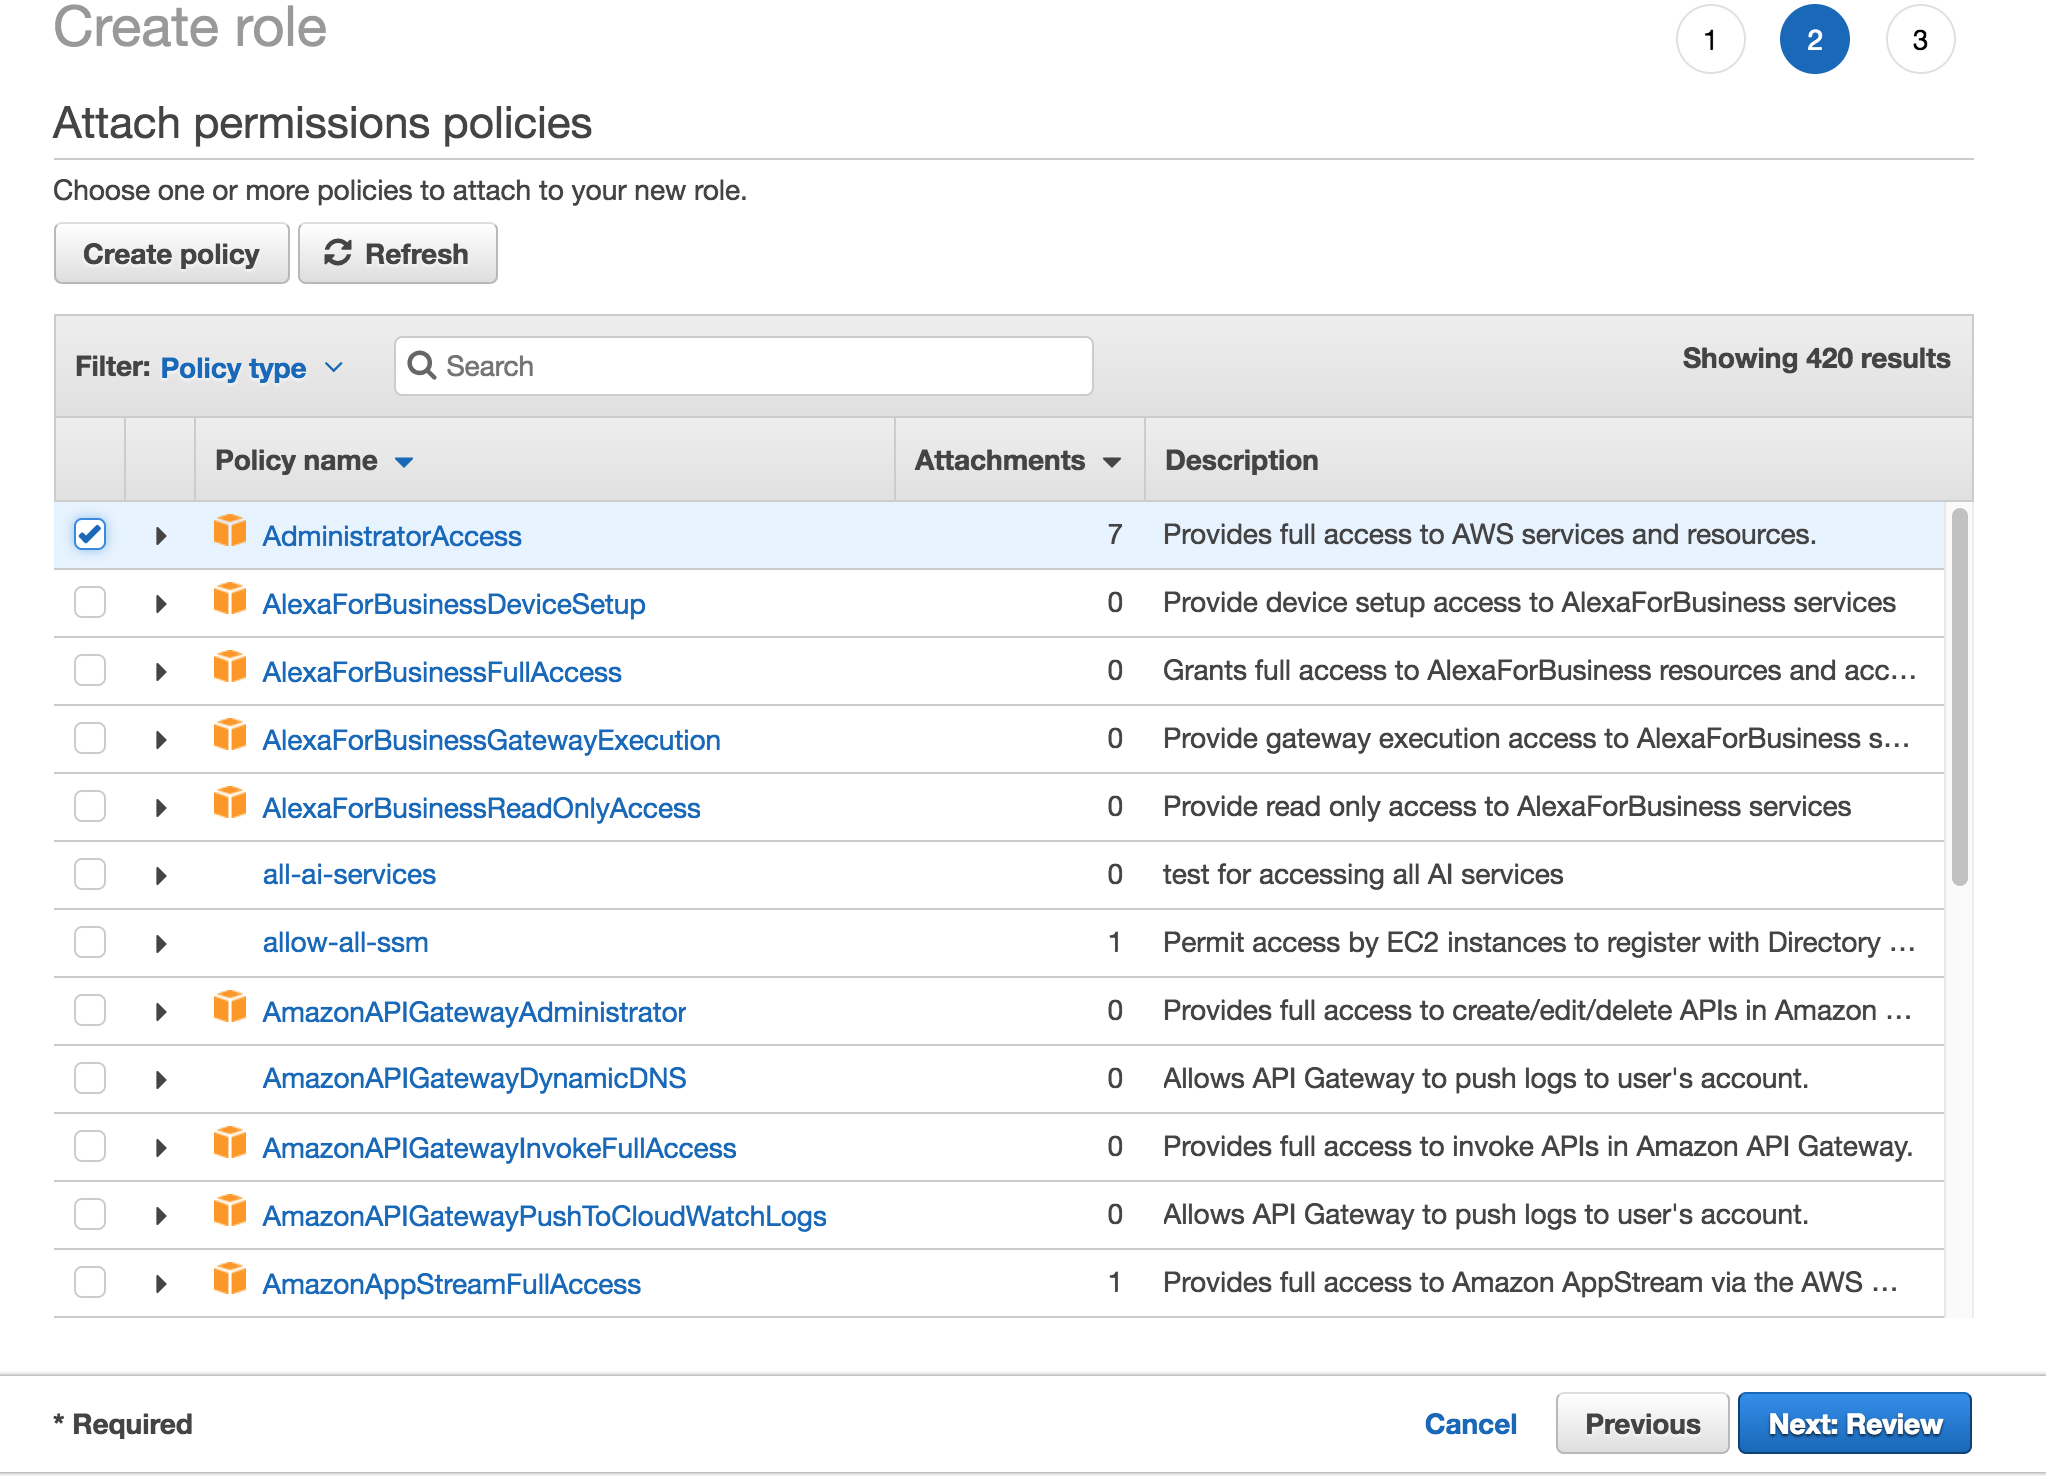 Create role
1 2 3
Attach permissions policies
Choose one or more policies to attach to your new role.
Create policy Refresh
Filter: Policy type Search Showing 420 results
Policy name Attachments Description
AdministratorAccess 7 Provides full access to AWS services and resources.
AlexaForBusinessDeviceSetup 0 Provide device setup access to AlexaForBusiness services
AlexaForBusinessFullAccess 0 Grants full access to AlexaForBusiness resources and acc...
AlexaForBusinessGatewayExecution 0 Provide gateway execution access to AlexaForBusiness s...
AlexaForBusinessReadOnlyAccess 0 Provide read only access to AlexaForBusiness services
all-ai-services 0 test for accessing all AI services
allow-all-ssm 1 Permit access by EC2 instances to register with Directory ...
AmazonAPIGatewayAdministrator 0 Provides full access to create/edit/delete APIs in Amazon ...
AmazonAPIGatewayDynamicDNS 0 Allows API Gateway to push logs to user's account.
AmazonAPIGatewayInvokeFullAccess 0 Provides full access to invoke APIs in Amazon API Gateway.
AmazonAPIGatewayPushToCloudWatchLogs 0 Allows API Gateway to push logs to user's account.
AmazonAppStreamFullAccess 1 Provides full access to Amazon AppStream via the AWS ...
* Required Cancel Previous Next: Review